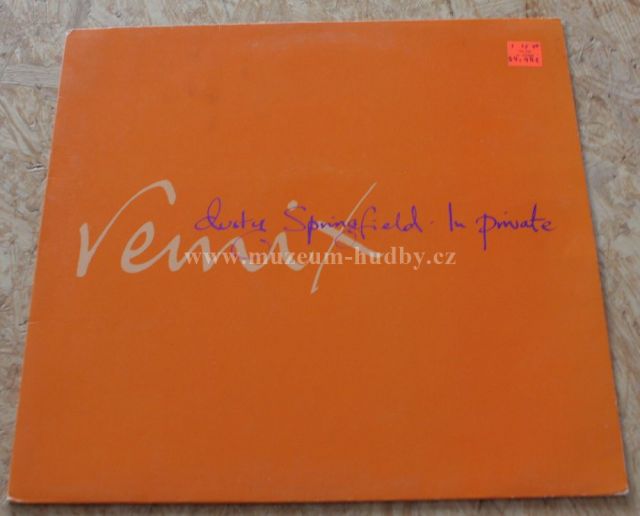 remix
dusty Springfield · In private
www.muzeum-hudby.cz